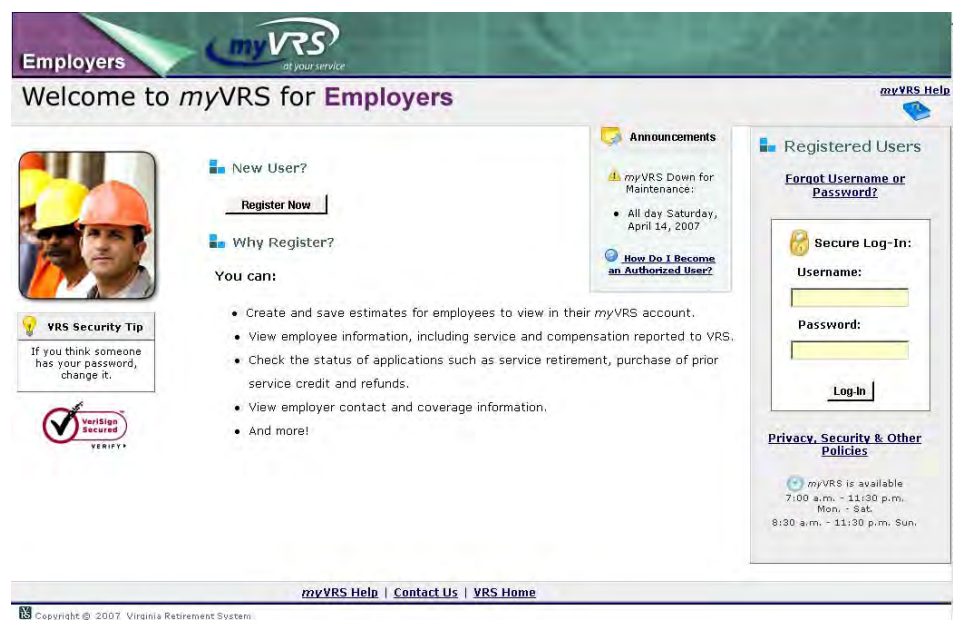 Employers
myVRS
at your service
Welcome to myVRS for Employers
myVRS Help
New User?
Register Now
Why Register?
You can:
• Create and save estimates for employees to view in their myVRS account.
• View employee information, including service and compensation reported to VRS.
• Check the status of applications such as service retirement, purchase of prior
service credit and refunds.
• View employer contact and coverage information.
• And more!
VRS Security Tip
If you think someone
has your password,
change it.
VeriSign
Secured
VERIFY
Announcements
myVRS Down for
Maintenance:
• All day Saturday,
April 14, 2007
How Do I Become
an Authorized User?
Registered Users
Forgot Username or
Password?
Secure Log-In:
Username:
Password:
Log-In
Privacy, Security & Other
Policies
myVRS is available
7:00 a.m. - 11:30 p.m.
Mon. - Sat.
8:30 a.m. - 11:30 p.m. Sun.
myVRS Help | Contact Us | VRS Home
Copyright © 2007 Virginia Retirement System